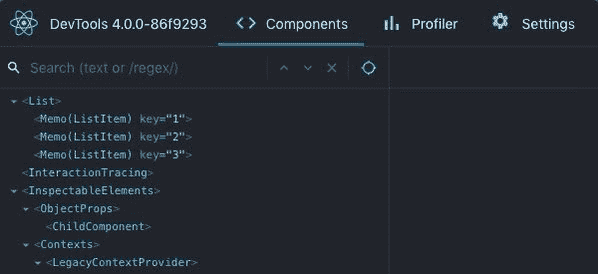 DevTools 4.0.0-86f9293 Components Profiler Settings
Search (text or /regex/)
<List>
<Memo(ListItem) key="1">
<Memo(ListItem) key="2">
<Memo(ListItem) key="3">
<InteractionTracing>
<InspectableElements>
<ObjectProps>
<ChildComponent>
<Contexts>
<LegacyContextProvider>